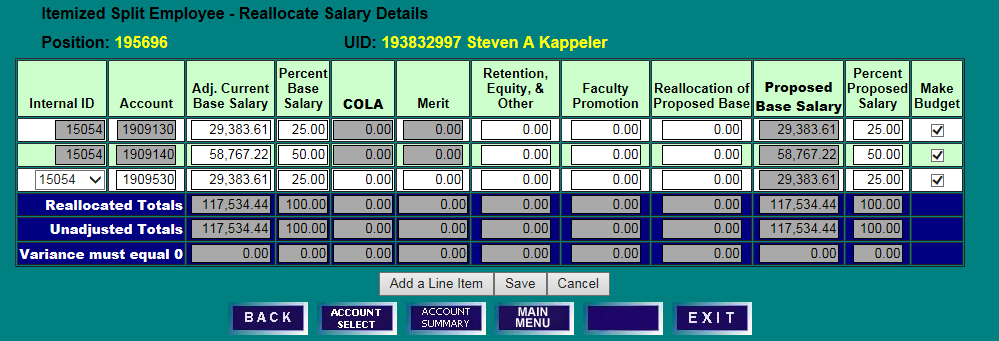 Itemized Split Employee - Reallocate Salary Details
Position: 195696 UID: 193832997 Steven A Kappeler
Internal ID Account Adj. Current Base Salary Percent Base Salary COLA Merit Retention, Equity, & Other Faculty Promotion Reallocation of Proposed Base Proposed Base Salary Percent Proposed Salary Make Budget
15054 1909130 29,383.61 25.00 0.00 0.00 0.00 0.00 0.00 29,383.61 25.00
15054 1909140 58,767.22 50.00 0.00 0.00 0.00 0.00 0.00 58,767.22 50.00
15054 1909530 29,383.61 25.00 0.00 0.00 0.00 0.00 0.00 29,383.61 25.00
Reallocated Totals 117,534.44 100.00 0.00 0.00 0.00 0.00 0.00 117,534.44 100.00
Unadjusted Totals 117,534.44 100.00 0.00 0.00 0.00 0.00 0.00 117,534.44 100.00
Variance must equal 0 0.00 0.00 0.00 0.00 0.00 0.00 0.00 0.00 0.00
Add a Line Item Save Cancel
BACK ACCOUNT SELECT ACCOUNT SUMMARY MAIN MENU EXIT